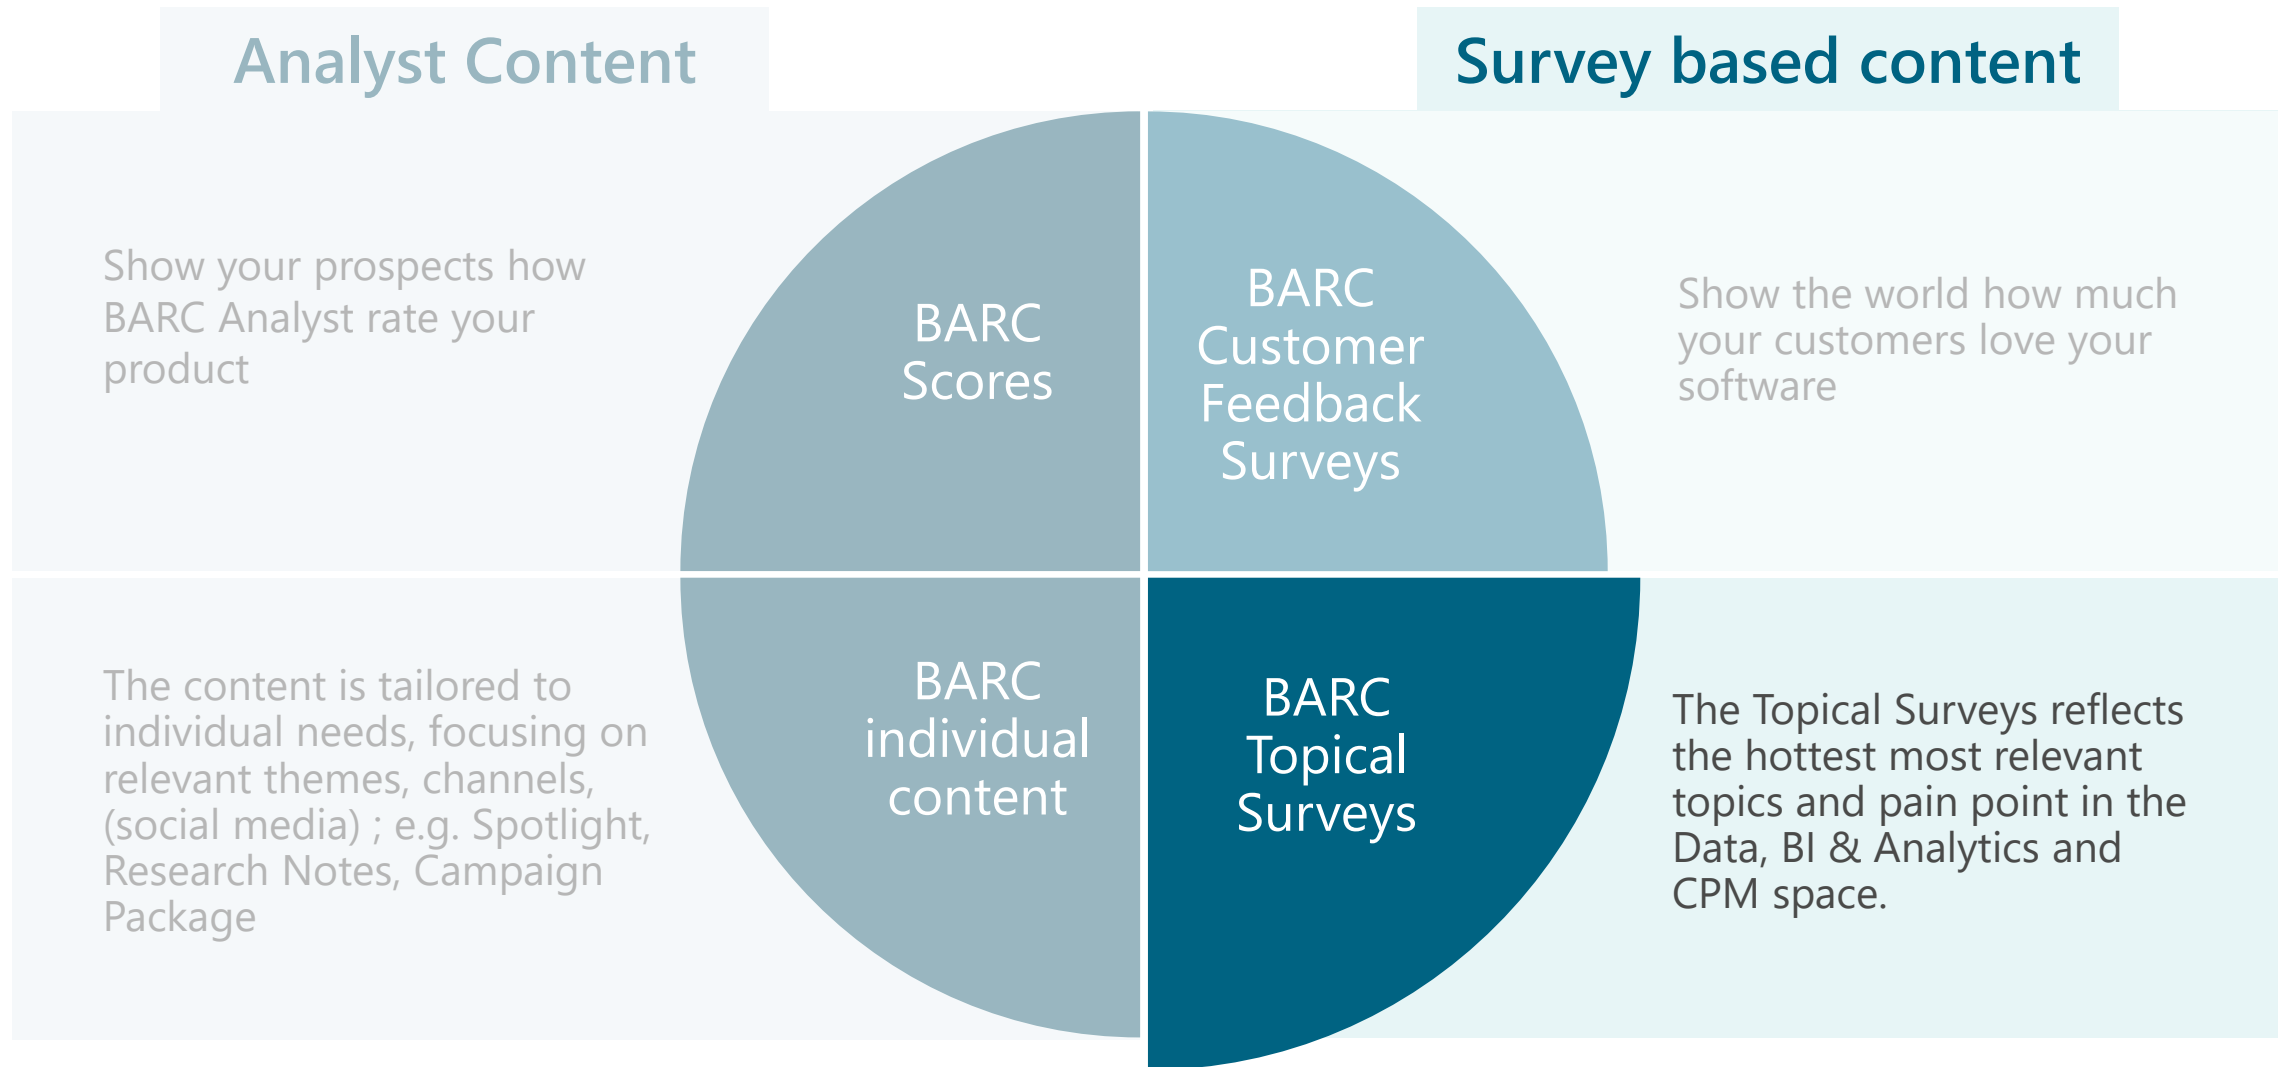 Analyst Content
Survey based content
Show your prospects how
BARC Analyst rate your
product
BARC
Scores
BARC
Customer
Feedback
Surveys
Show the world how much
your customers love your
software
The content is tailored to
individual needs, focusing on
relevant themes, channels,
(social media) ; e.g. Spotlight,
Research Notes, Campaign
Package
BARC
individual
content
BARC
Topical
Surveys
The Topical Surveys reflects
the hottest most relevant
topics and pain point in the
Data, BI & Analytics and
CPM space.